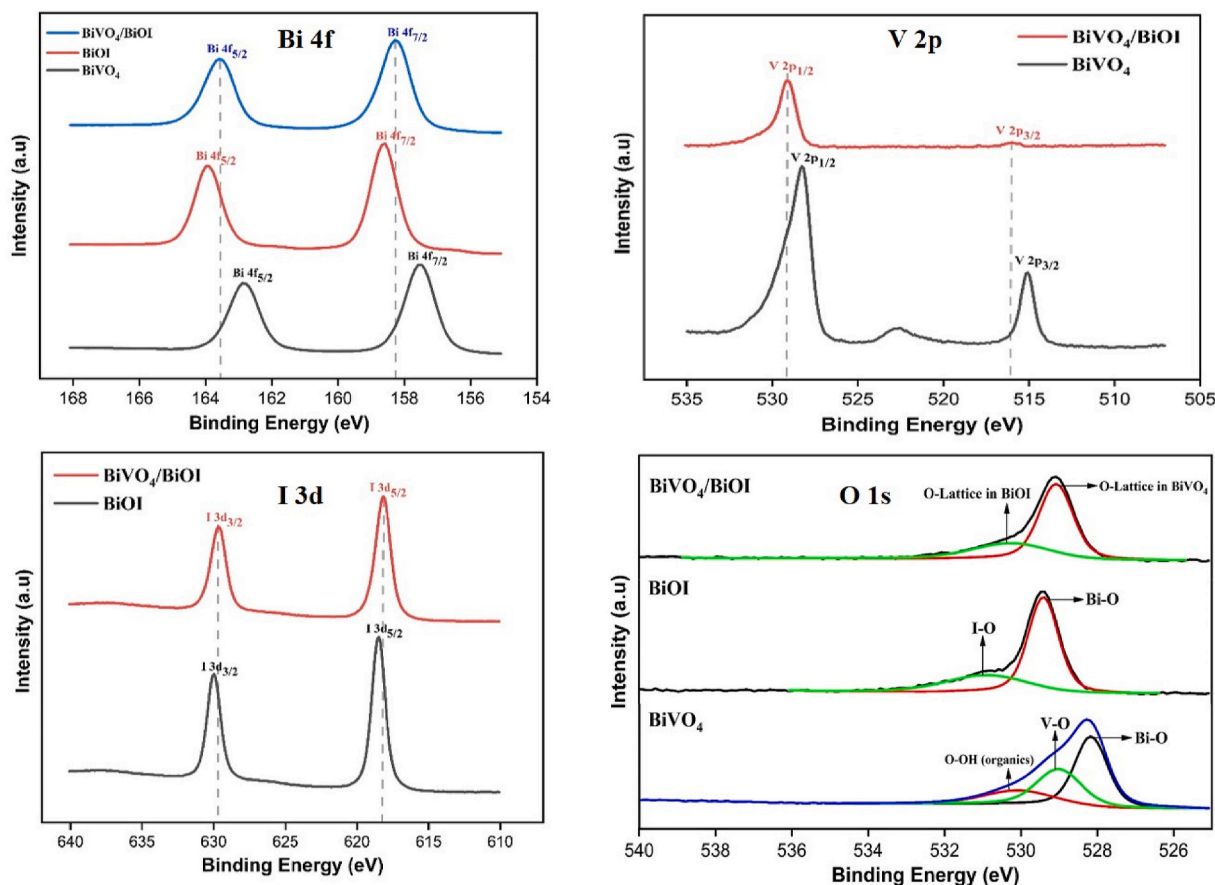 Bi 4f
BiVO₄/BiOI
BiOI
BiVO₄
Bi 4f₅/₂
Bi 4f₇/₂
Bi 4f₅/₂
Bi 4f₇/₂
Bi 4f₅/₂
Bi 4f₇/₂
Intensity (a.u)
168 166 164 162 160 158 156 154
Binding Energy (eV)
V 2p
BiVO₄/BiOI
BiVO₄
V 2p₁/₂
V 2p₃/₂
V 2p₁/₂
V 2p₃/₂
Intensity (a.u)
535 530 525 520 515 510 505
Binding Energy (eV)
I 3d
BiVO₄/BiOI
BiOI
I 3d₃/₂
I 3d₅/₂
I 3d₃/₂
I 3d₅/₂
Intensity (a.u)
640 635 630 625 620 615 610
Binding Energy (eV)
O 1s
BiVO₄/BiOI
O-Lattice in BiOI
O-Lattice in BiVO₄
BiOI
I-O
Bi-O
BiVO₄
O-OH (organics)
V-O
Bi-O
Intensity (a.u)
540 538 536 534 532 530 528 526
Binding Energy (eV)